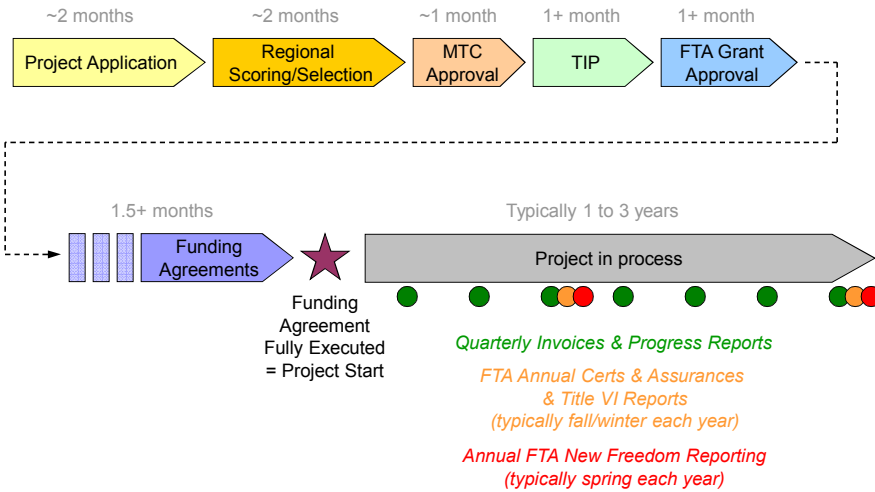 ~2 months
~2 months
~1 month
1+ month
1+ month
Project Application
Regional
Scoring/Selection
MTC
Approval
TIP
FTA Grant
Approval
1.5+ months
Typically 1 to 3 years
Funding
Agreements
Project in process
Funding
Agreement
Fully Executed
= Project Start
Quarterly Invoices & Progress Reports
FTA Annual Certs & Assurances
& Title VI Reports
(typically fall/winter each year)
Annual FTA New Freedom Reporting
(typically spring each year)